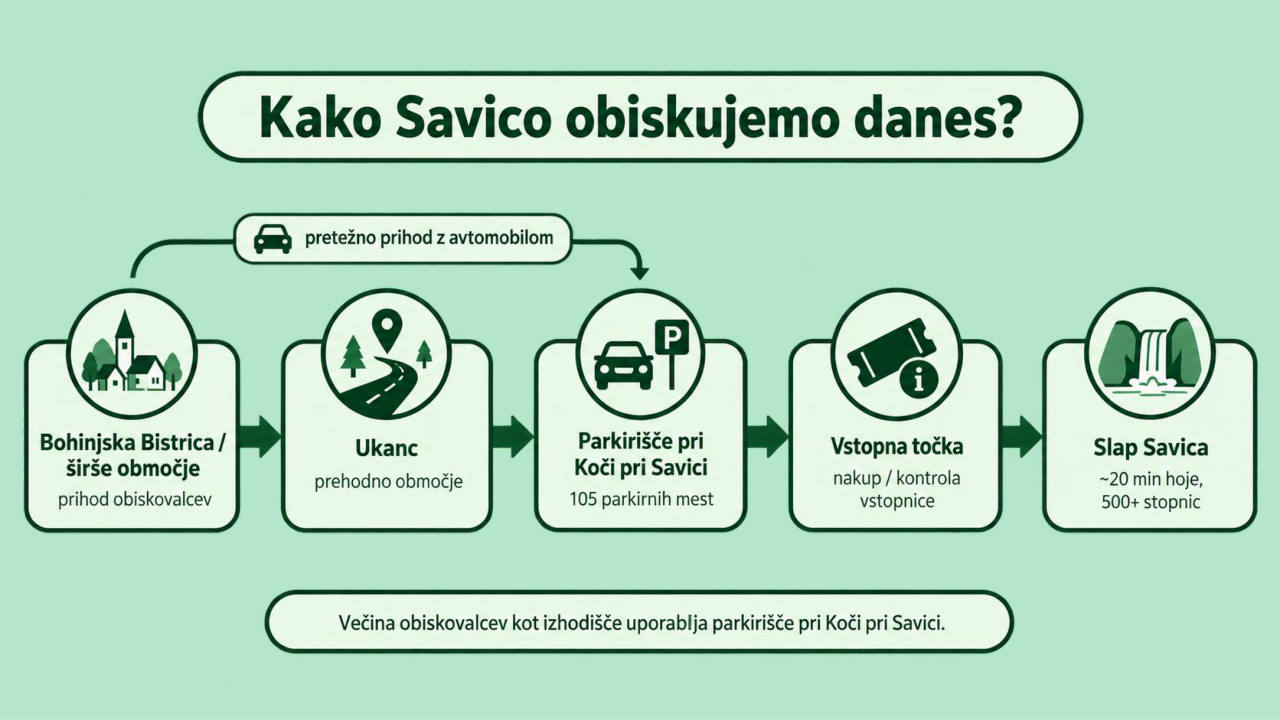 Kako Savico obiskujemo danes?
pretežno prihod z avtomobilom
Bohinjska Bistrica /
širše območje
prihod obiskovalcev
Ukanc
prehodno območje
P
Parkirišče pri
Koči pri Savici
105 parkirnih mest
i
Vstopna točka
nakup / kontrola
vstopnice
Slap Savica
~20 min hoje,
500+ stopnic
Večina obiskovalcev kot izhodišče uporablja parkirišče pri Koči pri Savici.